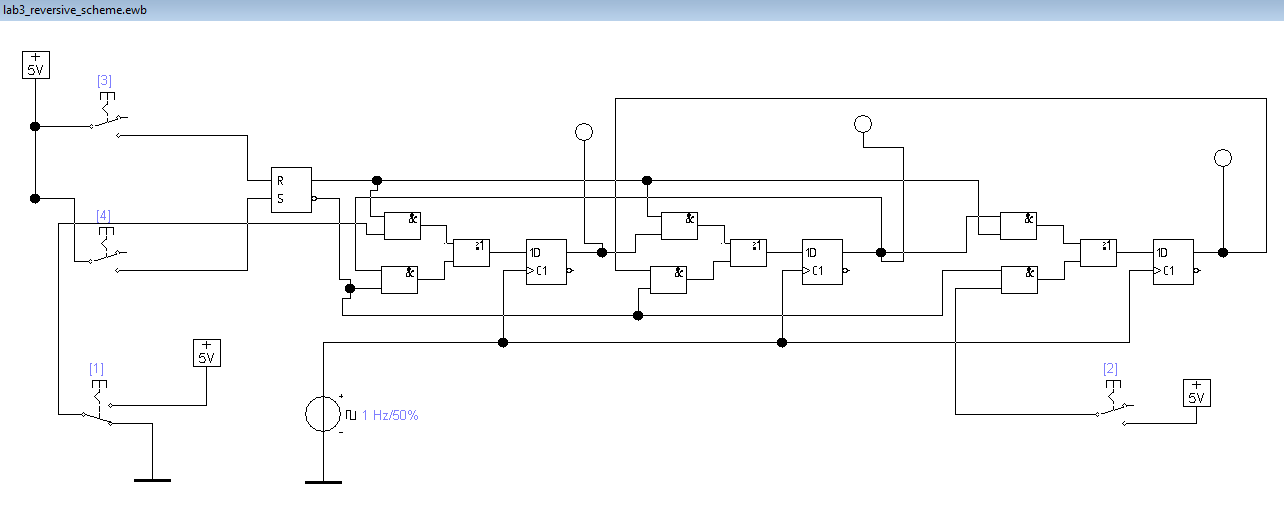 lab3_reversive_scheme.ewb
+
5V
[3]
R
S
[4]
&
≥1
1D
C1
&
&
≥1
1D
C1
&
&
≥1
1D
C1
&
[1]
+
5V
+
1 Hz/50%
-
[2]
+
5V